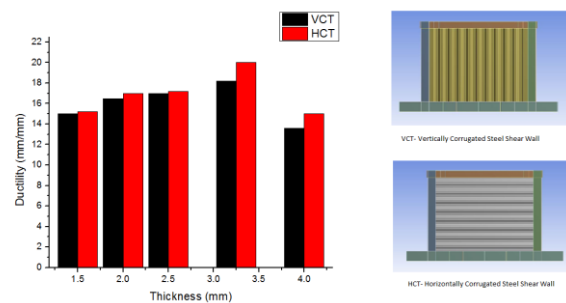 VCT
HCT
22
20
18
16
14
12
10
8
6
4
2
0
Ductility (mm/mm)
1.5 2.0 2.5 3.0 3.5 4.0
Thickness (mm)
VCT- Vertically Corrugated Steel Shear Wall
HCT- Horizontally Corrugated Steel Shear Wall